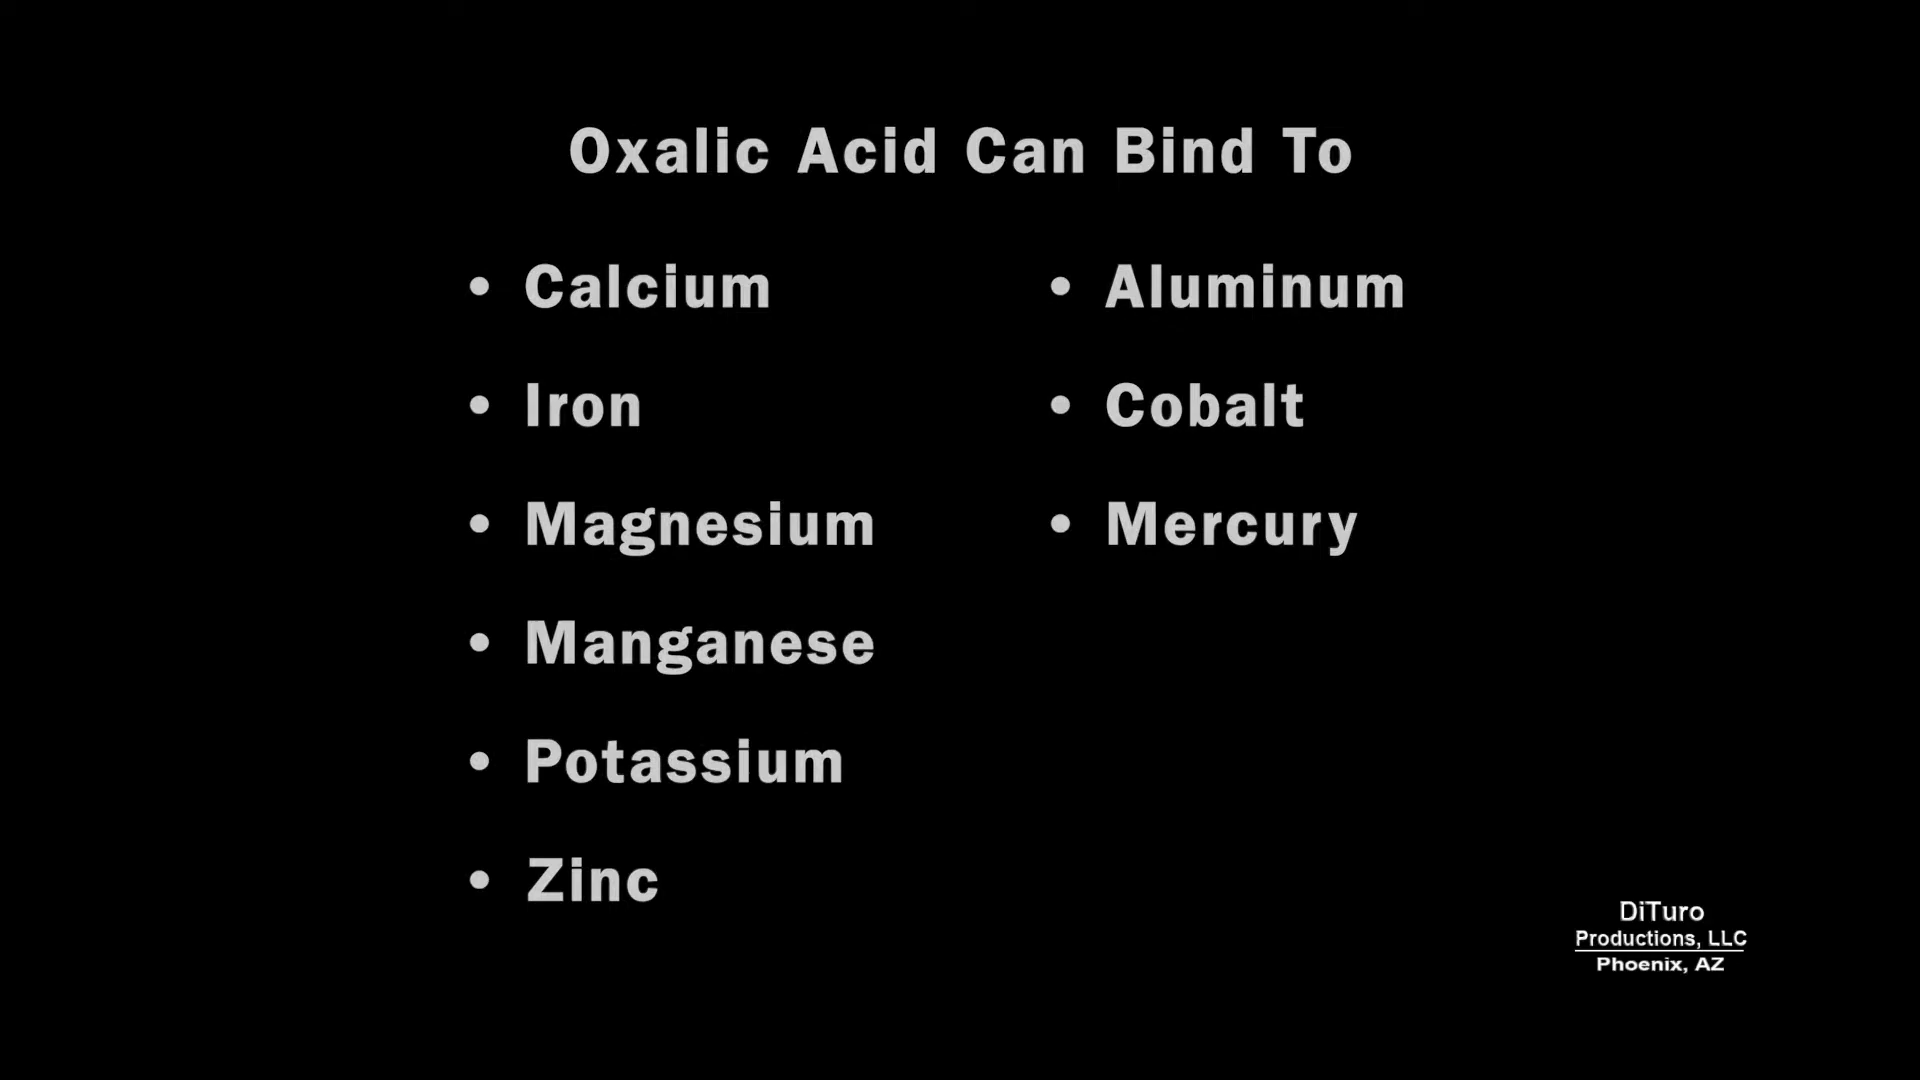 Oxalic Acid Can Bind To
• Calcium
• Iron
• Magnesium
• Manganese
• Potassium
• Zinc
• Aluminum
• Cobalt
• Mercury
DiTuro
Productions, LLC
Phoenix, AZ